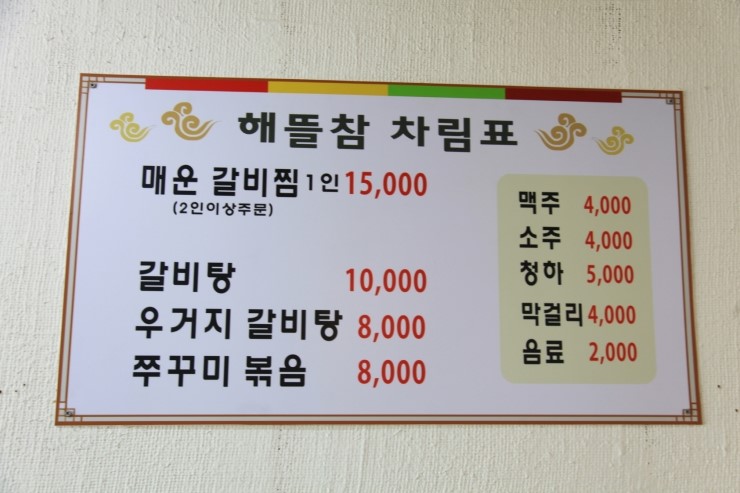 해뜰참 차림표
매운 갈비찜 1인 15,000
(2인이상주문)
갈비탕 10,000
우거지 갈비탕 8,000
쭈꾸미 볶음 8,000
맥주 4,000
소주 4,000
청하 5,000
막걸리 4,000
음료 2,000